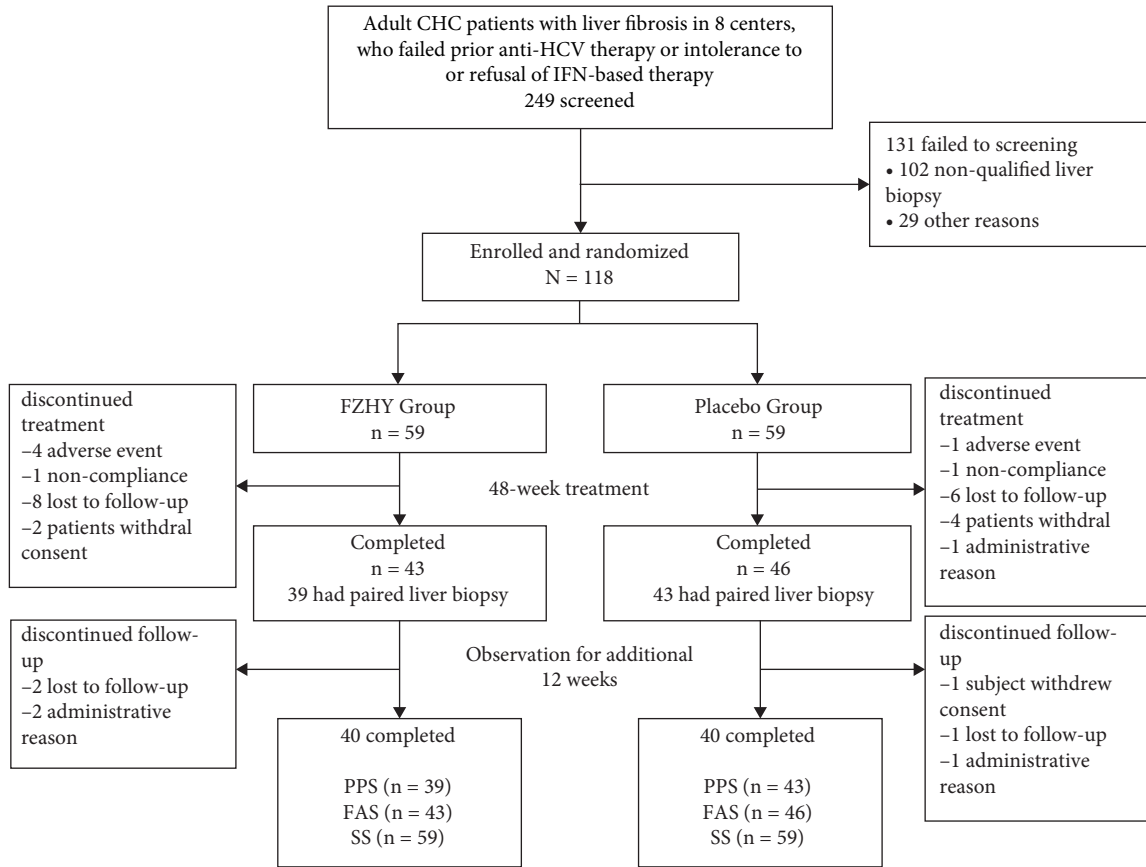 Adult CHC patients with liver fibrosis in 8 centers,
who failed prior anti-HCV therapy or intolerance to
or refusal of IFN-based therapy
249 screened
131 failed to screening
• 102 non-qualified liver
biopsy
• 29 other reasons
Enrolled and randomized
N = 118
discontinued
treatment
–4 adverse event
–1 non-compliance
–8 lost to follow-up
–2 patients withdral
consent
FZHY Group
n = 59
Placebo Group
n = 59
discontinued
treatment
–1 adverse event
–1 non-compliance
–6 lost to follow-up
–4 patients withdral
–1 administrative
reason
48-week treatment
Completed
n = 43
39 had paired liver biopsy
Completed
n = 46
43 had paired liver biopsy
discontinued follow-
up
–2 lost to follow-up
–2 administrative
reason
Observation for additional
12 weeks
discontinued follow-
up
–1 subject withdrew
consent
–1 lost to follow-up
–1 administrative
reason
40 completed
PPS (n = 39)
FAS (n = 43)
SS (n = 59)
40 completed
PPS (n = 43)
FAS (n = 46)
SS (n = 59)